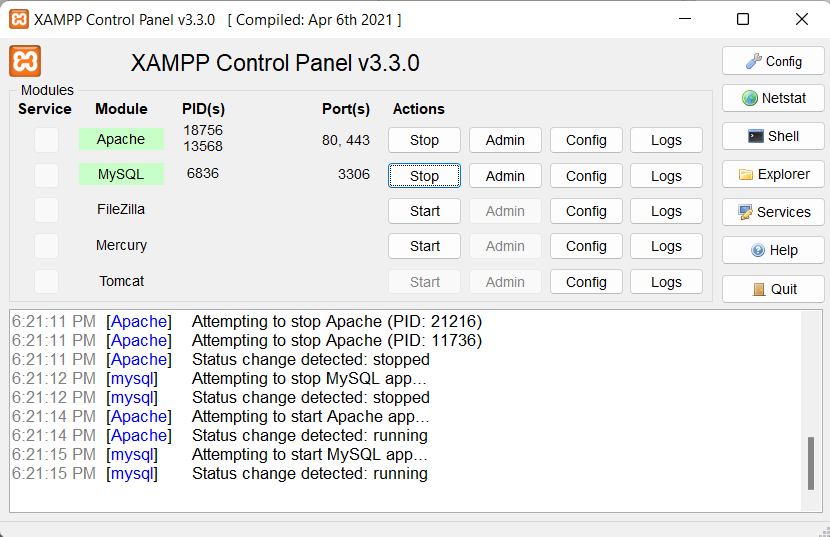 XAMPP Control Panel v3.3.0 [ Compiled: Apr 6th 2021 ]
XAMPP Control Panel v3.3.0
Config
Modules
Service Module PID(s) Port(s) Actions
Netstat
Apache 18756 13568 80, 443 Stop Admin Config Logs
Shell
MySQL 6836 3306 Stop Admin Config Logs
Explorer
FileZilla Start Admin Config Logs
Services
Mercury Start Admin Config Logs
Help
Tomcat Start Admin Config Logs
Quit
6:21:11 PM [Apache] Attempting to stop Apache (PID: 21216)
6:21:11 PM [Apache] Attempting to stop Apache (PID: 11736)
6:21:11 PM [Apache] Status change detected: stopped
6:21:12 PM [mysql] Attempting to stop MySQL app...
6:21:12 PM [mysql] Status change detected: stopped
6:21:14 PM [Apache] Attempting to start Apache app...
6:21:14 PM [Apache] Status change detected: running
6:21:15 PM [mysql] Attempting to start MySQL app...
6:21:15 PM [mysql] Status change detected: running